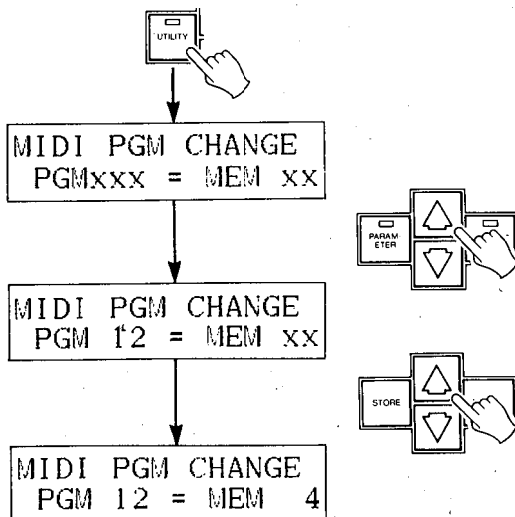 UTILITY
MIDI PGM CHANGE
PGMxxx = MEM xx
PARAM
ETER
MIDI PGM CHANGE
PGM 12 = MEM xx
STORE
MIDI PGM CHANGE
PGM 12 = MEM 4